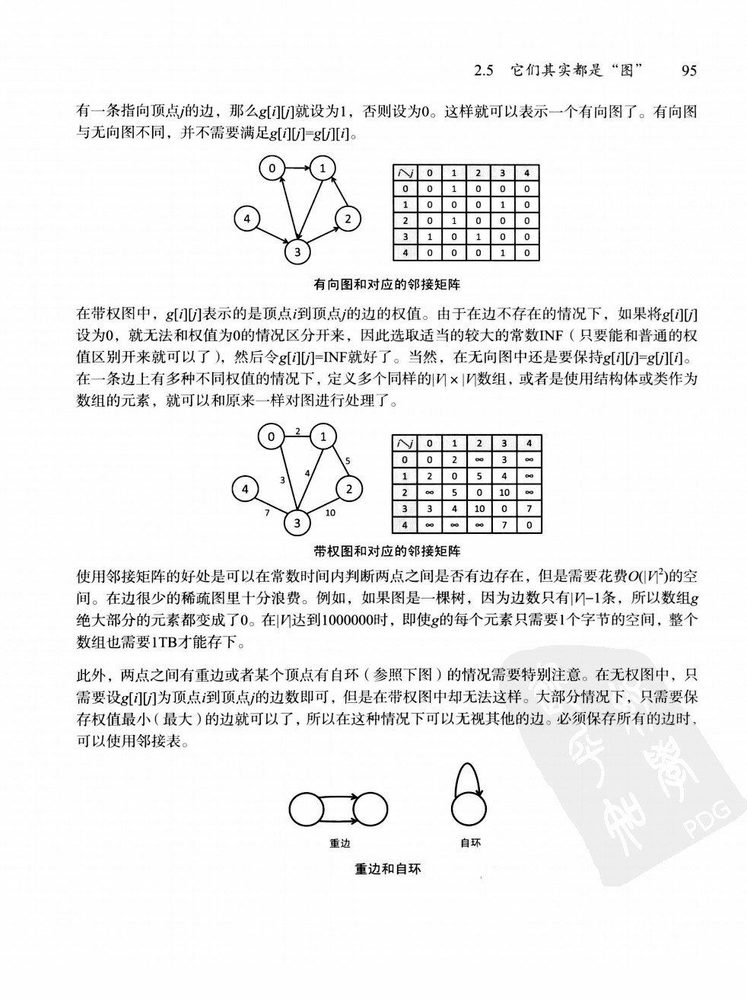 2.5 它们其实都是“图” 95
有一条指向顶点j的边，那么g[i][j]就设为1，否则设为0。这样就可以表示一个有向图了。有向图
与无向图不同，并不需要满足g[i][j]=g[j][i]。
0 1
4 2
3
i\j 0 1 2 3 4
0 0 1 0 0 0
1 0 0 0 1 0
2 0 1 0 0 0
3 1 0 1 0 0
4 0 0 0 1 0
有向图和对应的邻接矩阵
在带权图中，g[i][j]表示的是顶点i到顶点j的边的权值。由于在边不存在的情况下，如果将g[i][j]
设为0，就无法和权值为0的情况区分开来，因此选取适当的较大的常数INF（只要能和普通的权
值区别开来就可以了），然后令g[i][j]=INF就好了。当然，在无向图中还是要保持g[i][j]=g[j][i]。
在一条边上有多种不同权值的情况下，定义多个同样的|V|×|V|数组，或者是使用结构体或类作为
数组的元素，就可以和原来一样对图进行处理了。
0 2 1
5
3 4
4 2
7 10
3
i\j 0 1 2 3 4
0 0 2 ∞ 3 ∞
1 2 0 5 4 ∞
2 ∞ 5 0 10 ∞
3 3 4 10 0 7
4 ∞ ∞ ∞ 7 0
带权图和对应的邻接矩阵
使用邻接矩阵的好处是可以在常数时间内判断两点之间是否有边存在，但是需要花费O(|V|²)的空
间。在边很少的稀疏图里十分浪费。例如，如果图是一棵树，因为边数只有|V|−1条，所以数组g
绝大部分的元素都变成了0。在|V|达到1000000时，即使g的每个元素只需要1个字节的空间，整个
数组也需要1TB才能存下。
此外，两点之间有重边或者某个顶点有自环（参照下图）的情况需要特别注意。在无权图中，只
需要设g[i][j]为顶点i到顶点j的边数即可，但是在带权图中却无法这样。大部分情况下，只需要保
存权值最小（最大）的边就可以了，所以在这种情况下可以无视其他的边。必须保存所有的边时，
可以使用邻接表。
重边 自环
重边和自环
PDG